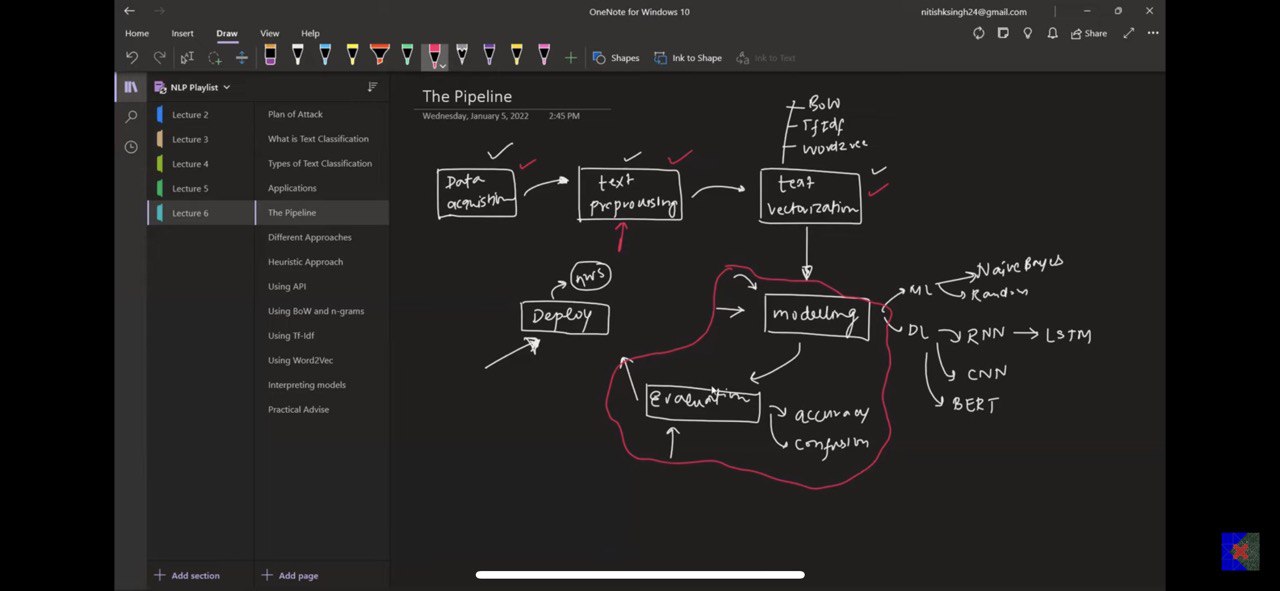 OneNote for Windows 10
nitishksingh24@gmail.com
Home Insert Draw View Help
Share
Shapes
Ink to Shape
Ink to Text
NLP Playlist
Lecture 2
Lecture 3
Lecture 4
Lecture 5
Lecture 6
Plan of Attack
What is Text Classification
Types of Text Classification
Applications
The Pipeline
Different Approaches
Heuristic Approach
Using API
Using BoW and n-grams
Using Tf-Idf
Using Word2Vec
Interpreting models
Practical Advise
Add section
Add page
The Pipeline
Wednesday, January 5, 2022 2:45 PM
BOW
TfIdf
Word2vec
Data
acquisition
text
preprocessing
text
vectorization
Deploy
modelling
ML
Naive Bayes
Random
DL
RNN
LSTM
CNN
BERT
Evaluation
accuracy
confusion